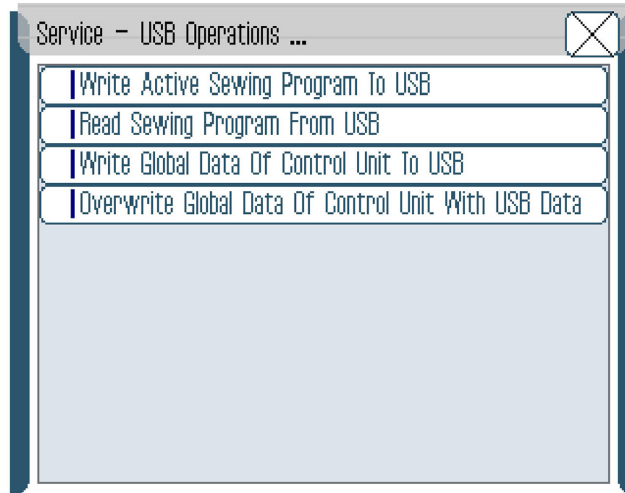 Service - USB Operations ...
Write Active Sewing Program To USB
Read Sewing Program From USB
Write Global Data Of Control Unit To USB
Overwrite Global Data Of Control Unit With USB Data